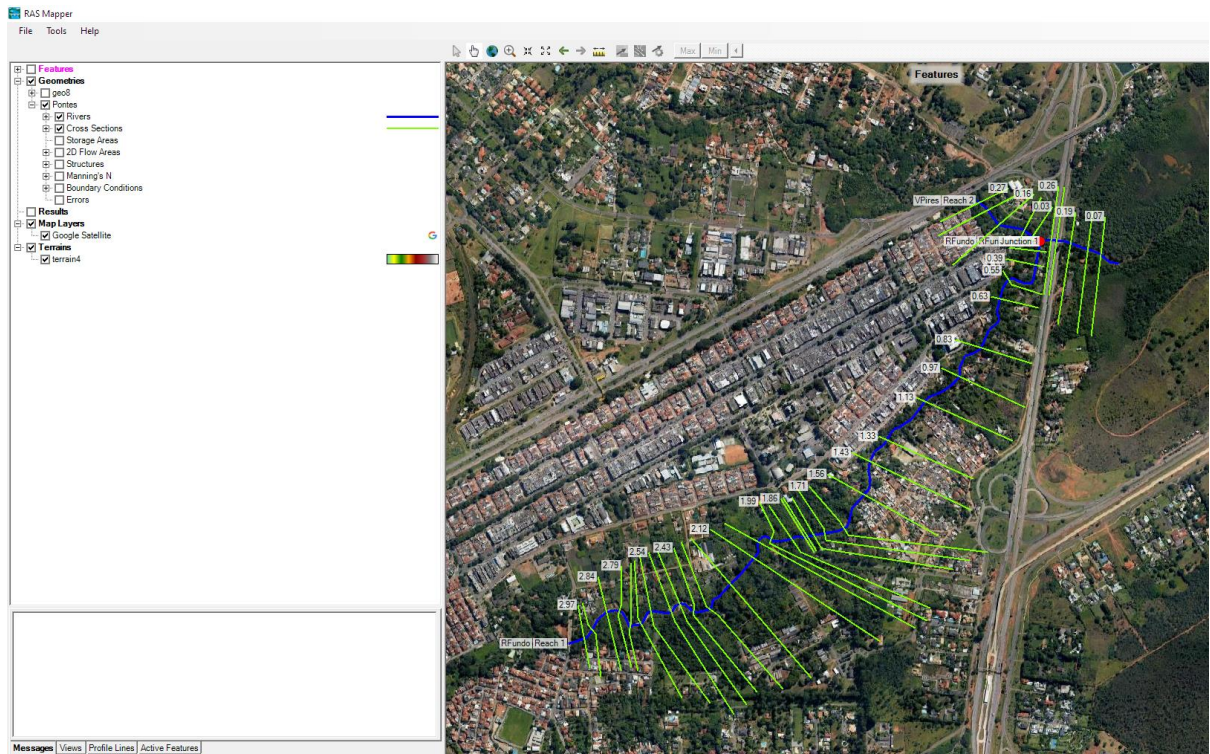 RAS Mapper
File Tools Help
Max Min
Features
Geometries
geo8
Pontes
Rivers
Cross Sections
Storage Areas
2D Flow Areas
Structures
Manning's N
Boundary Conditions
Errors
Results
Map Layers
Google Satellite
Terrains
terrain4
Messages Views Profile Lines Active Features
Features
0.27
0.16
0.26
VPires Reach 2
0.03
0.19
0.07
RFundo RFun Junction 1
0.39
0.55
0.63
0.83
0.97
1.13
1.33
1.43
1.56
1.71
1.86
1.99
2.12
2.43
2.54
2.79
2.84
2.97
RFundo Reach 1